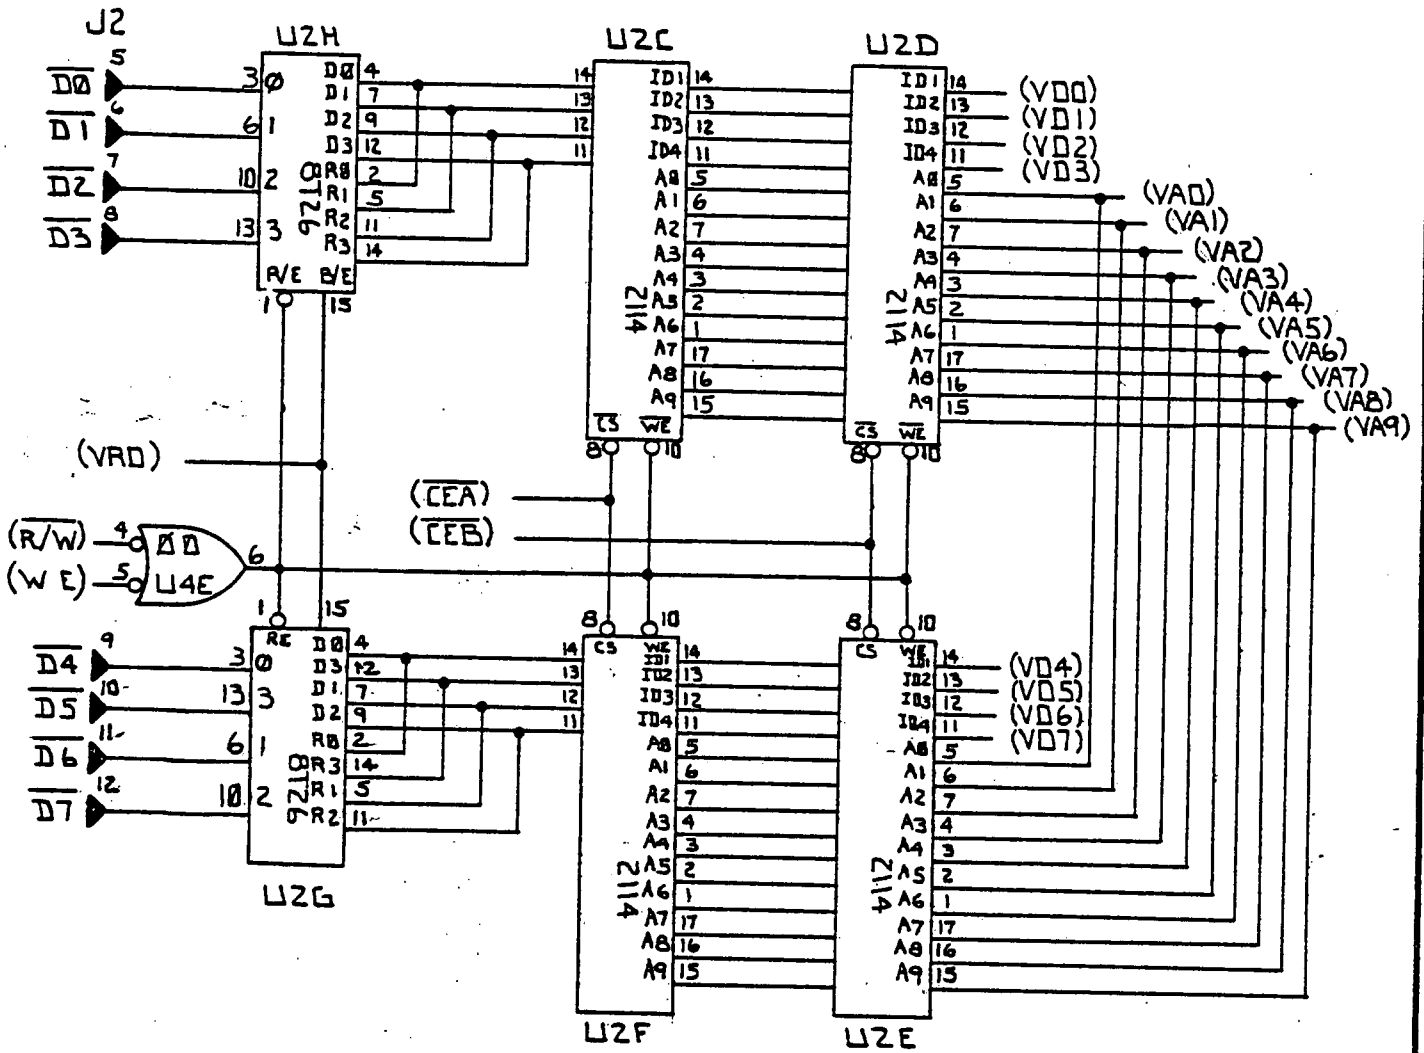 J2
U2H
U2C
U2D
D0 5
D1 6
D2 7
D3 8
3 0
6 1
10 2
13 3
D0 4
D1 7
D2 9
D3 12
R0 2
R1 5
R2 11
R3 14
8T26
R/E B/E
1 15
14
13
12
11
ID1 14
ID2 13
ID3 12
ID4 11
A0 5
A1 6
A2 7
A3 4
A4 3
A5 2
A6 1
A7 17
A8 16
A9 15
2114
CS WE
8 10
ID1 14
ID2 13
ID3 12
ID4 11
A0 5
A1 6
A2 7
A3 4
A4 3
A5 2
A6 1
A7 17
A8 16
A9 15
2114
CS WE
8 10
(VD0)
(VD1)
(VD2)
(VD3)
(VA0)
(VA1)
(VA2)
(VA3)
(VA4)
(VA5)
(VA6)
(VA7)
(VA8)
(VA9)
(VRD)
(CEA)
(CEB)
(R/W) 4
(WE) 5
00
U4E
6
1 15
RE
D4 9
D5 10
D6 11
D7 12
3 0
13 3
6 1
10 2
D0 4
D3 12
D1 7
D2 9
R0 2
R3 14
R1 5
R2 11
8T26
U2G
8 10
CS WE
14
13
12
11
ID1 14
ID2 13
ID3 12
ID4 11
A0 5
A1 6
A2 7
A3 4
A4 3
A5 2
A6 1
A7 17
A8 16
A9 15
2114
U2F
8 10
CS WE
ID1 14
ID2 13
ID3 12
ID4 11
A0 5
A1 6
A2 7
A3 4
A4 3
A5 2
A6 1
A7 17
A8 16
A9 15
2114
U2E
(VD4)
(VD5)
(VD6)
(VD7)